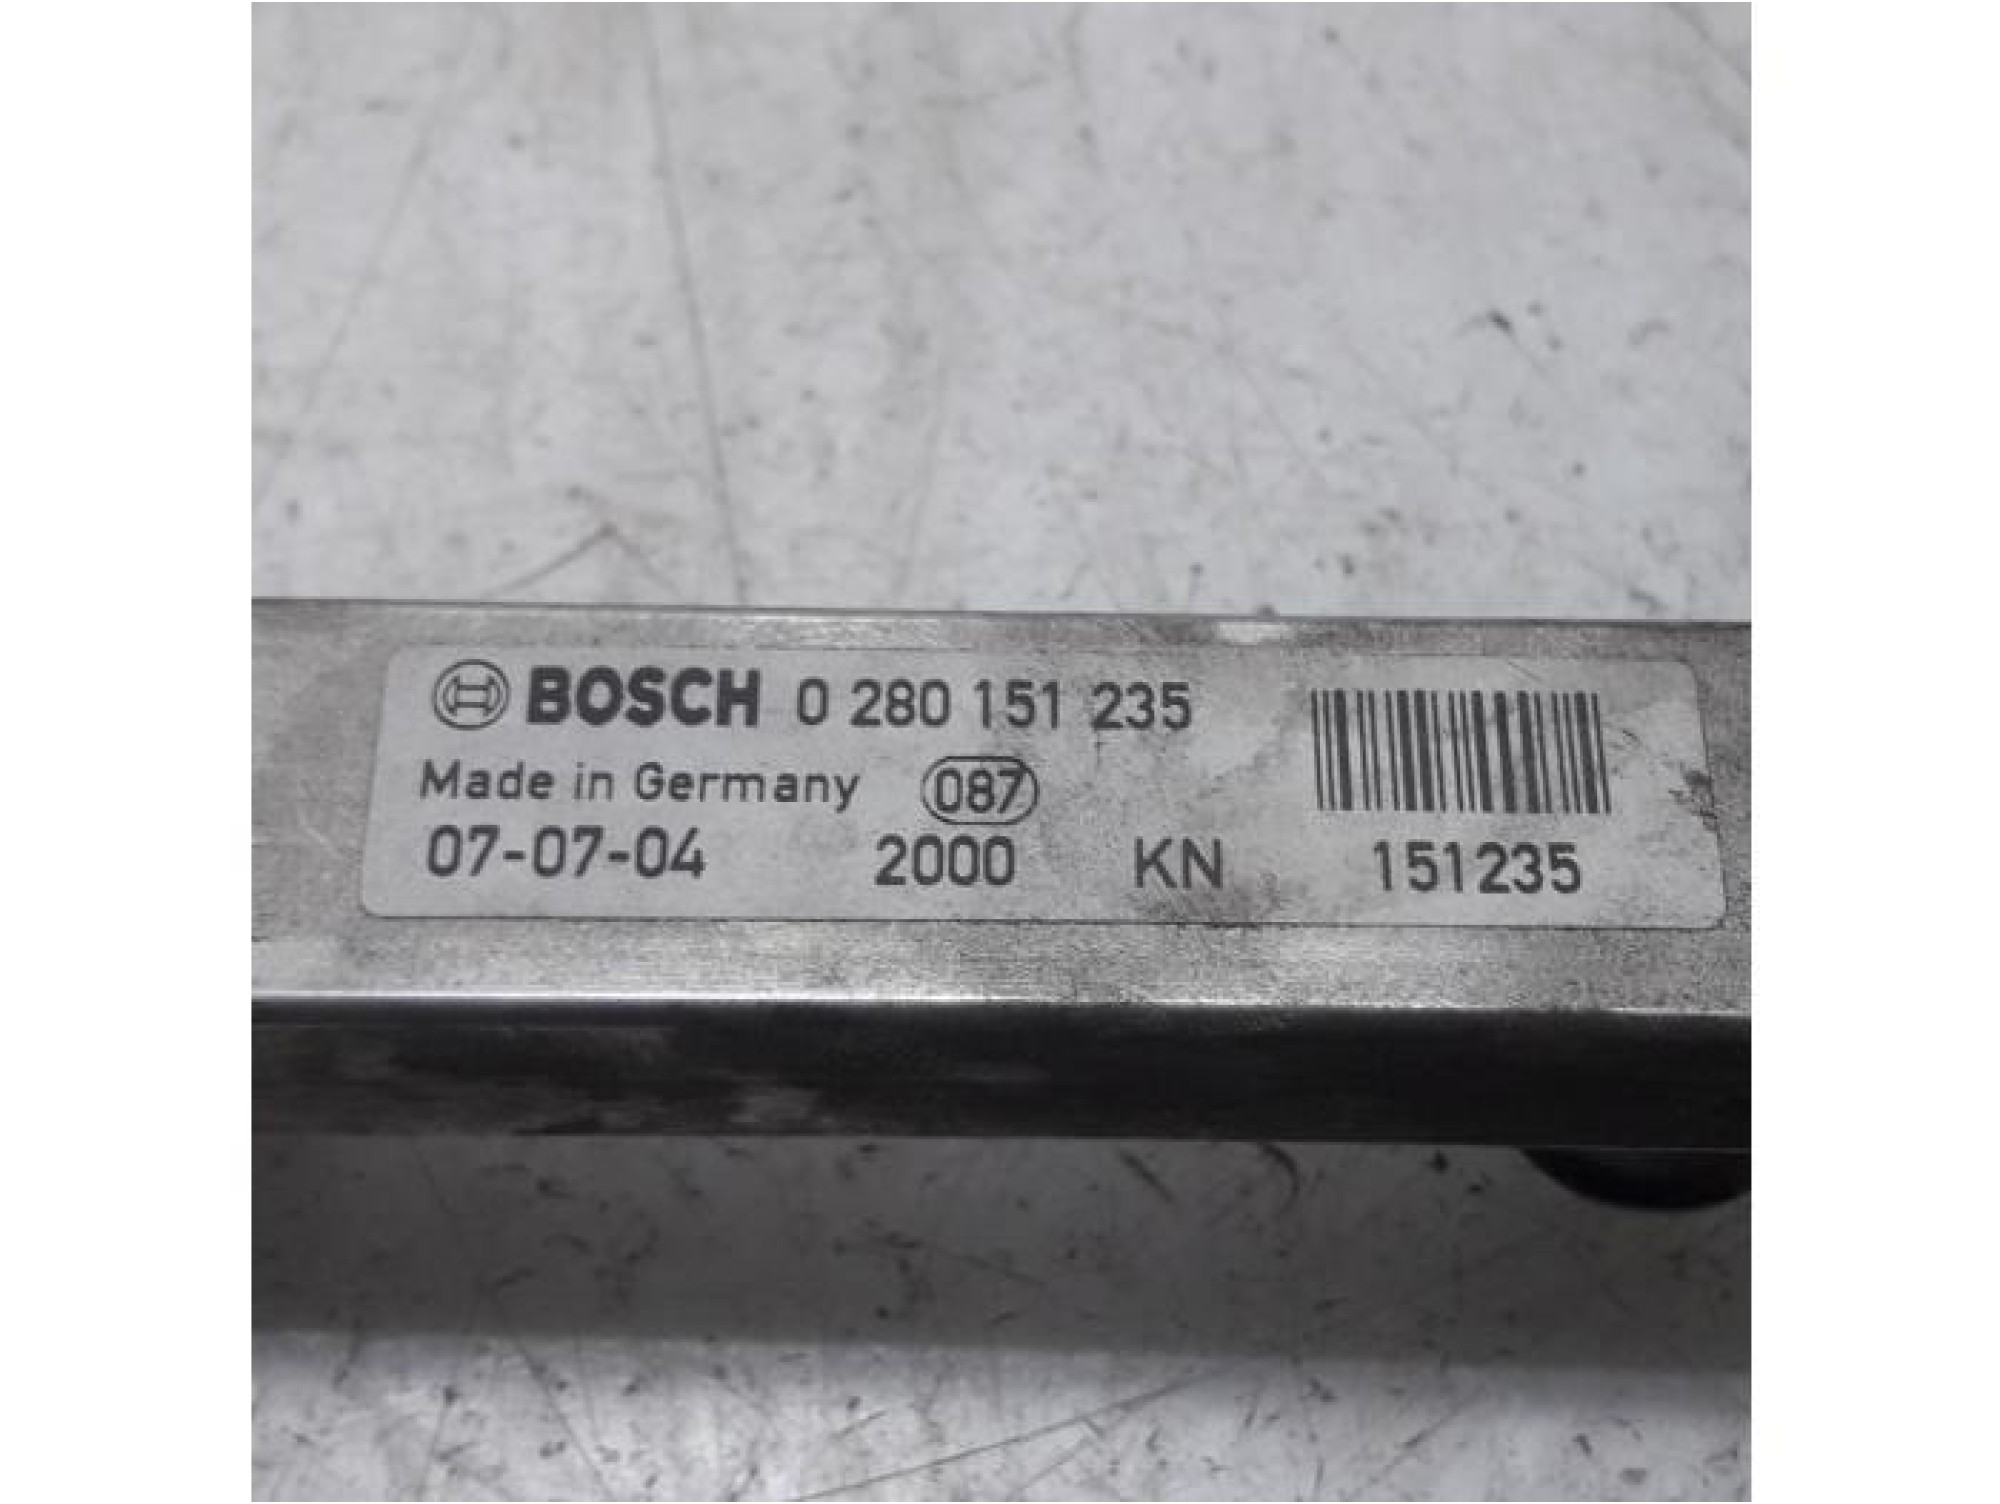 BOSCH 0 280 151 235
Made in Germany 087
07-07-04 2000 KN 151235